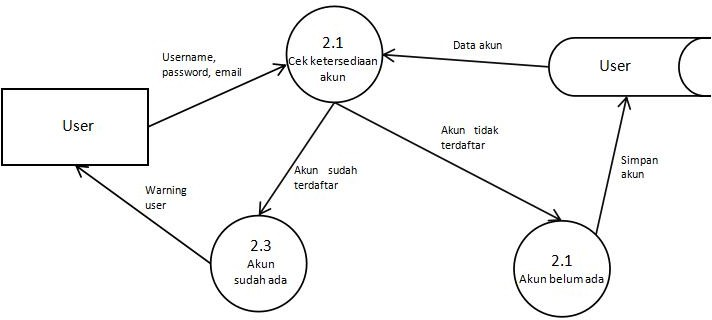 2.1
Cek ketersediaan
akun
Data akun
User
Username,
password, email
User
Akun tidak
terdaftar
Akun sudah
terdaftar
Simpan
akun
Warning
user
2.3
Akun
sudah ada
2.1
Akun belum ada